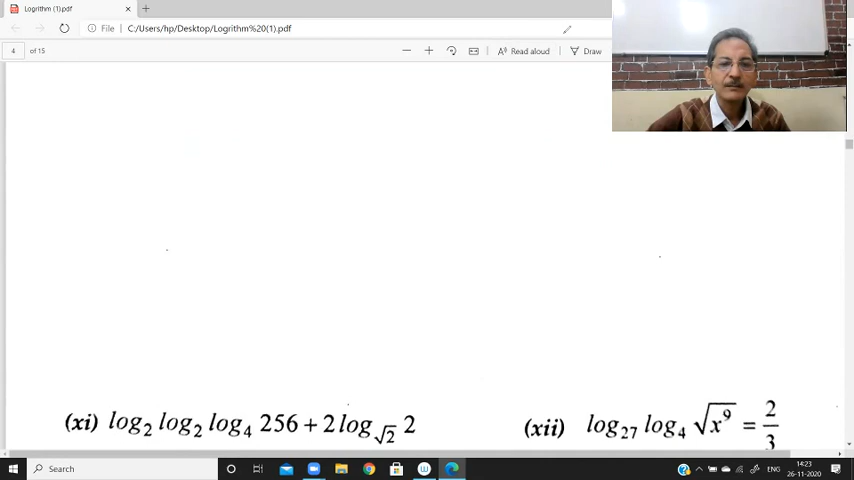 Logrithm (1).pdf
File C:/Users/hp/Desktop/Logrithm%20(1).pdf
4 of 15 Read aloud Draw
(xi) log₂ log₂ log₄ 256 + 2 log_√2 2
(xii) log₂₇ log₄ √x⁹ = 2/3
Search
ENG
14:23
26-11-2020